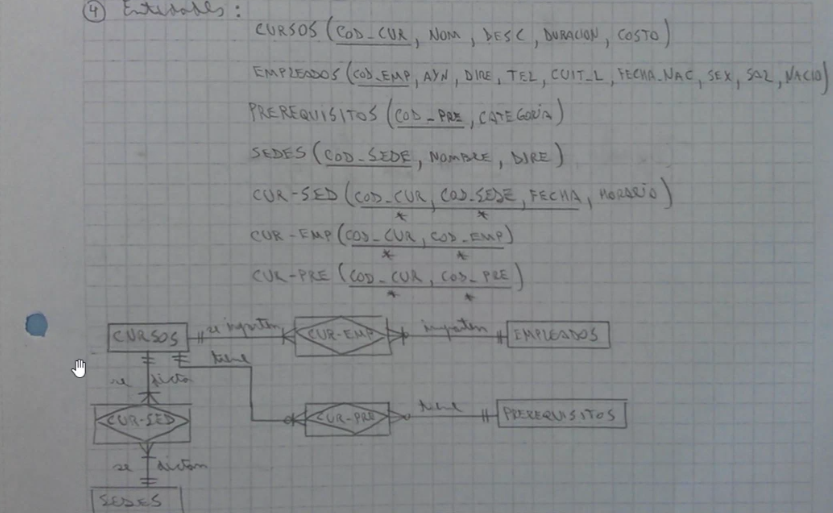 ④ Entidades :
CURSOS (COD_CUR, NOM, DESC, DURACION, COSTO)
EMPLEADOS (COD_EMP, AYN, DIRE, TEL, CUIT_L, FECHA_NAC, SEX, SAL, NACIO)
PREREQUISITOS (COD_PRE, CATEGORIA)
SEDES (COD_SEDE, NOMBRE, DIRE)
CUR-SED (COD_CUR, COD_SEDE, FECHA, HORARIO)
* *
CUR-EMP (COD_CUR, COD_EMP)
* *
CUR-PRE (COD_CUR, COD_PRE)
* *
CURSOS se imparten CUR-EMP imparten EMPLEADOS
tiene
se dicta
CUR-SED CUR-PRE tiene PREREQUISITOS
se dictan
SEDES